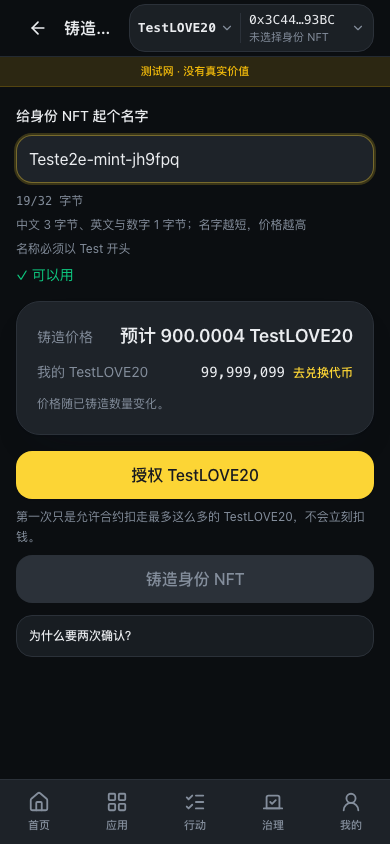 铸造... TestLOVE20 0x3C44…93BC
未选择身份 NFT
测试网 · 没有真实价值
给身份 NFT 起个名字
Teste2e-mint-jh9fpq
19/32 字节
中文 3 字节、英文与数字 1 字节；名字越短，价格越高
名称必须以 Test 开头
✓ 可以用
铸造价格 预计 900.0004 TestLOVE20
我的 TestLOVE20 99,999,099 去兑换代币
价格随已铸造数量变化。
授权 TestLOVE20
第一次只是允许合约扣走最多这么多的 TestLOVE20，不会立刻扣
钱。
铸造身份 NFT
为什么要两次确认?
首页 应用 行动 治理 我的